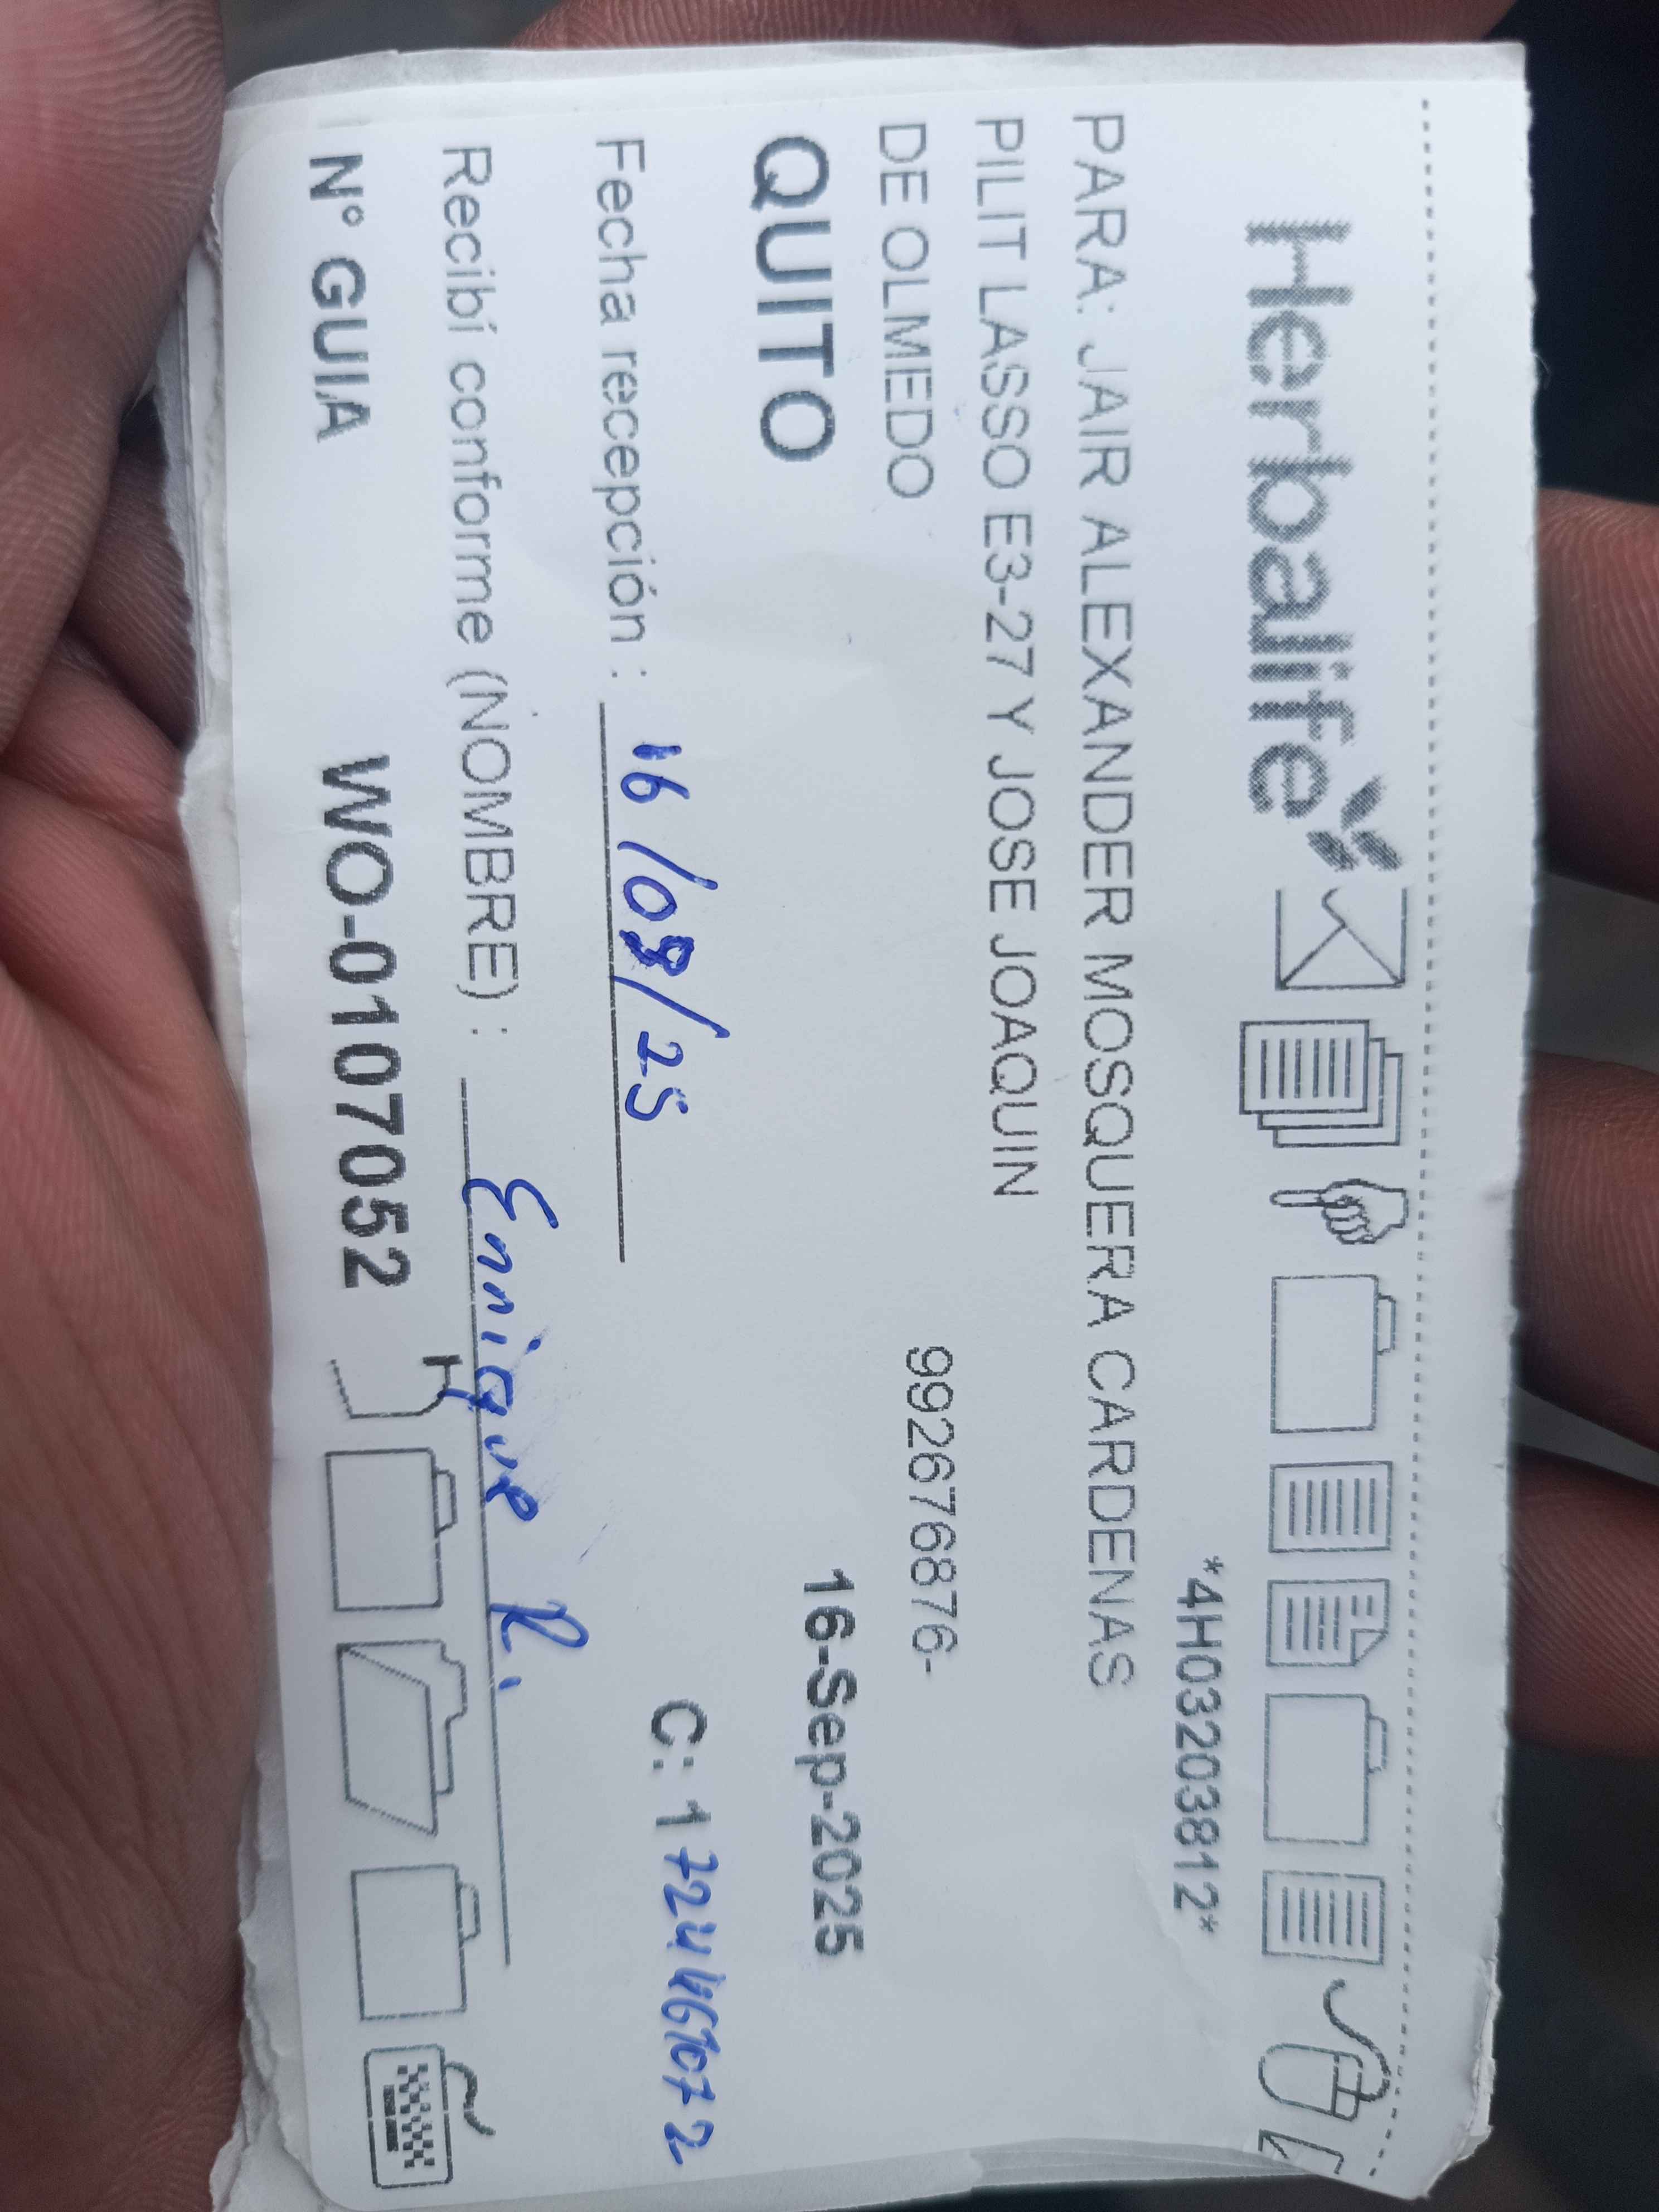 Herbalife
*4H03203812*
PARA: JAIR ALEXANDER MOSQUERA CARDENAS
PILIT LASSO E3-27 Y JOSE JOAQUIN
DE OLMEDO
992676876-
QUITO 16-Sep-2025
Fecha recepción : 16/09/25 C: 1
Recibí conforme (NOMBRE) : Enrique R.
N° GUIA WO-0107052